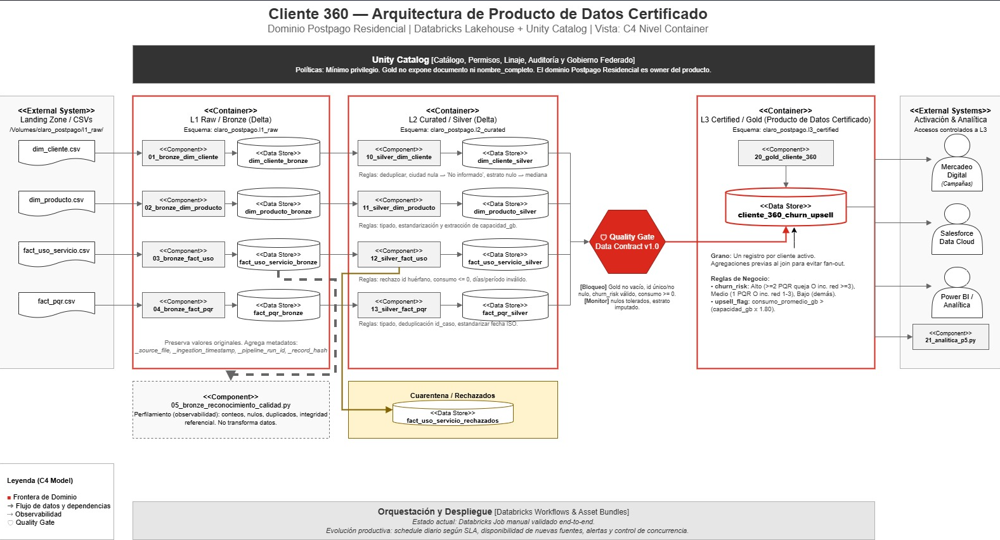 Cliente 360 — Arquitectura de Producto de Datos Certificado
Dominio Postpago Residencial | Databricks Lakehouse + Unity Catalog | Vista: C4 Nivel Container
Unity Catalog [Catálogo, Permisos, Linaje, Auditoría y Gobierno Federado]
Políticas: Mínimo privilegio. Gold no expone documento ni nombre_completo. El dominio Postpago Residencial es owner del producto.
<<External System>>
Landing Zone / CSVs
/Volumes/claro_postpago/l1_raw/
dim_cliente.csv
dim_producto.csv
fact_uso_servicio.csv
fact_pqr.csv
<<Container>>
L1 Raw / Bronze (Delta)
Esquema: claro_postpago.l1_raw
<<Component>>
01_bronze_dim_cliente
<<Data Store>>
dim_cliente_bronze
<<Component>>
02_bronze_dim_producto
<<Data Store>>
dim_producto_bronze
<<Component>>
03_bronze_fact_uso
<<Data Store>>
fact_uso_servicio_bronze
<<Component>>
04_bronze_fact_pqr
<<Data Store>>
fact_pqr_bronze
Preserva valores originales. Agrega metadatos:
_source_file, _ingestion_timestamp, _pipeline_run_id, _record_hash
<<Container>>
L2 Curated / Silver (Delta)
Esquema: claro_postpago.l2_curated
<<Component>>
10_silver_dim_cliente
<<Data Store>>
dim_cliente_silver
Reglas: deduplicar, ciudad nula → 'No informado', estrato nulo → mediana
<<Component>>
11_silver_dim_producto
<<Data Store>>
dim_producto_silver
Reglas: tipado, estandarización y extracción de capacidad_gb.
<<Component>>
12_silver_fact_uso
<<Data Store>>
fact_uso_servicio_silver
Reglas: rechazo id huérfano, consumo <= 0, días/período inválido.
<<Component>>
13_silver_fact_pqr
<<Data Store>>
fact_pqr_silver
Reglas: tipado, deduplicación id_caso, estandarizar fecha ISO.
🛡 Quality Gate
Data Contract v1.0
[Bloqueo] Gold no vacío, id único/no
nulo, churn_risk válido, consumo >= 0.
[Monitor] nulos tolerados, estrato
imputado.
<<Container>>
L3 Certified / Gold (Producto de Datos Certificado)
Esquema: claro_postpago.l3_certified
<<Component>>
20_gold_cliente_360
<<Data Store>>
cliente_360_churn_upsell
Grano: Un registro por cliente activo.
Agregaciones previas al join para evitar fan-out.
Reglas de Negocio:
• churn_risk: Alto (>=2 PQR queja O inc. red >=3),
Medio (1 PQR O inc. red 1-3), Bajo (demás).
• upsell_flag: consumo_promedio_gb >
(capacidad_gb x 1.80).
<<External Systems>>
Activación & Analítica
Accesos controlados a L3
Mercadeo
Digital
(Campañas)
Salesforce
Data Cloud
Power BI /
Analítica
<<Component>>
21_analitica_p5.py
<<Component>>
05_bronze_reconocimiento_calidad.py
Perfilamiento (observabilidad): conteos, nulos, duplicados, integridad
referencial. No transforma datos.
Cuarentena / Rechazados
<<Data Store>>
fact_uso_servicio_rechazados
Leyenda (C4 Model)
■ Frontera de Dominio
➔ Flujo de datos y dependencias
⇢ Observabilidad
🛡 Quality Gate
Orquestación y Despliegue [Databricks Workflows & Asset Bundles]
Estado actual: Databricks Job manual validado end-to-end.
Evolución productiva: schedule diario según SLA, disponibilidad de nuevas fuentes, alertas y control de concurrencia.